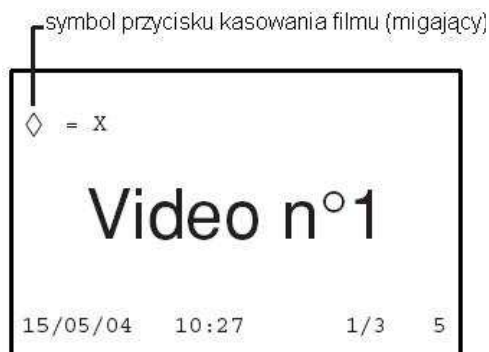 symbol przycisku kasowania filmu (migający)
◊ = X
Video n°1
15/05/04 10:27 1/3 5